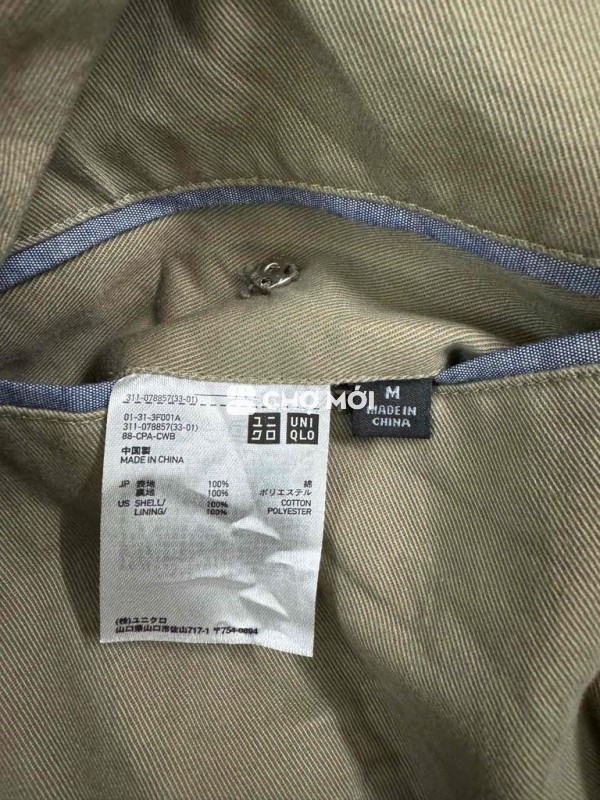 311-078857(33-01)
CHỢ MỚI
01-31-3F001A
311-078857(33-01)
88-CPA-CWB
ユニクロ
UNIQLO
M
MADE IN
CHINA
中国製
MADE IN CHINA
JP 表地 100% 綿
裏地 100% ポリエステル
US SHELL/ 100% COTTON
LINING/ 100% POLYESTER
(株)ユニクロ
山口県山口市佐山717-1 〒754-0894